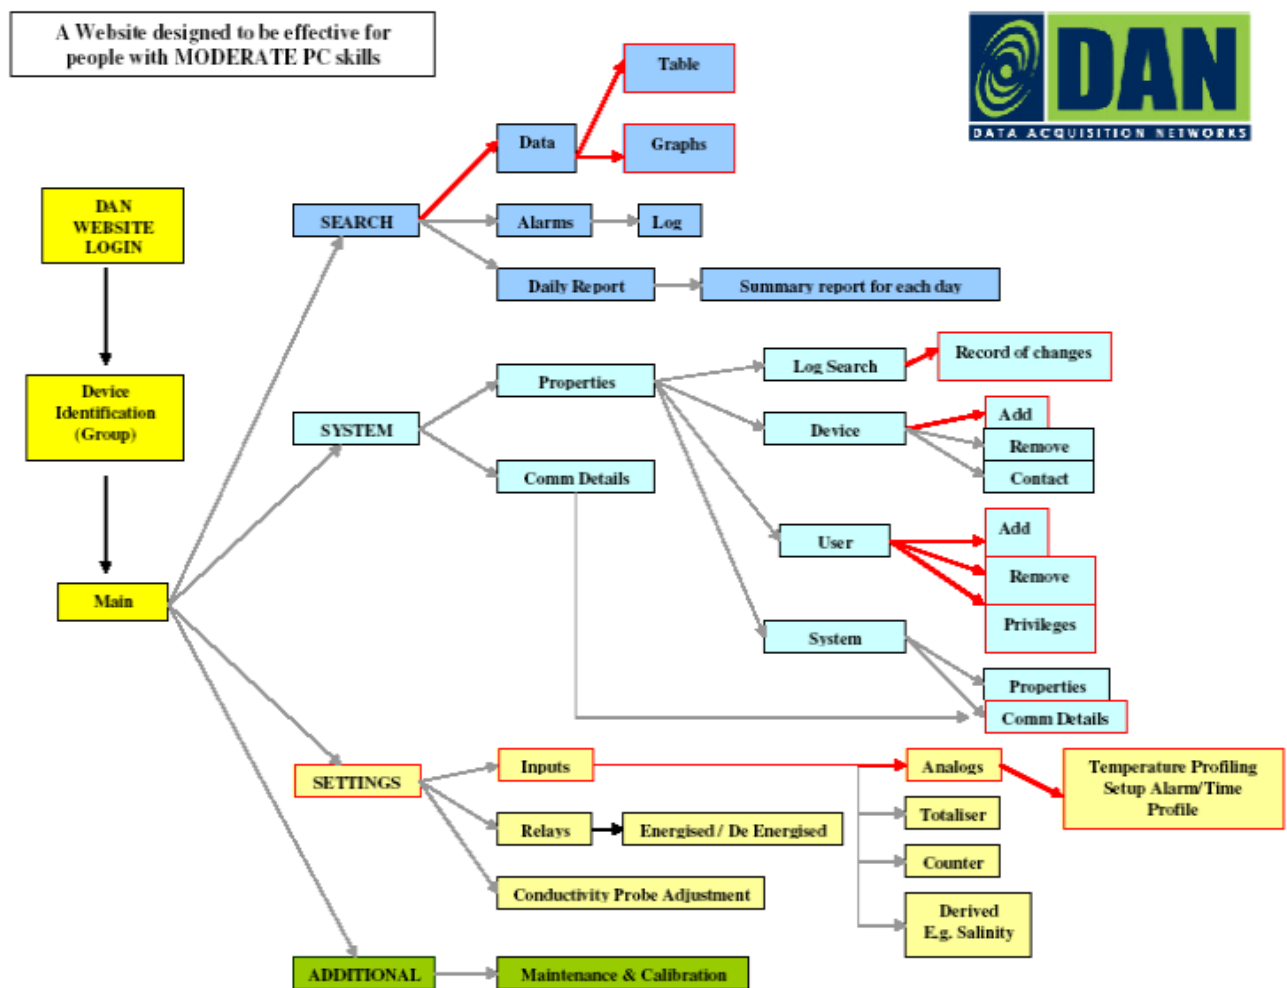 A Website designed to be effective for
people with MODERATE PC skills
DAN
DATA ACQUISITION NETWORKS
Table
Data
Graphs
DAN
WEBSITE
LOGIN
SEARCH
Alarms
Log
Daily Report
Summary report for each day
Device
Identification
(Group)
Properties
Log Search
Record of changes
SYSTEM
Device
Add
Remove
Contact
Comm Details
User
Add
Remove
Privileges
Main
System
Properties
Comm Details
SETTINGS
Inputs
Analogs
Temperature Profiling
Setup Alarm/Time
Profile
Relays
Energised / De Energised
Totaliser
Counter
Conductivity Probe Adjustment
Derived
E.g. Salinity
ADDITIONAL
Maintenance & Calibration